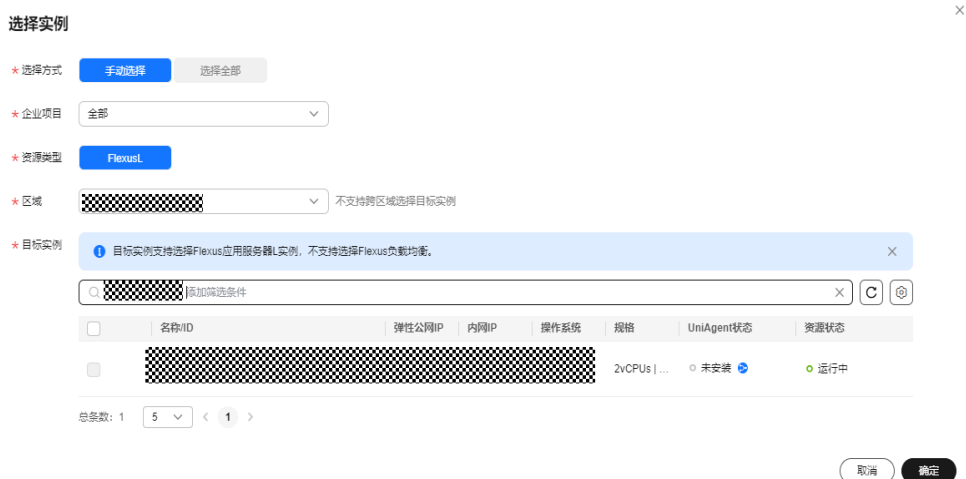 选择实例
* 选择方式 手动选择 选择全部
* 企业项目 全部
* 资源类型 FlexusL
* 区域 不支持跨区域选择目标实例
* 目标实例 目标实例支持选择Flexus应用服务器L实例，不支持选择Flexus负载均衡。
添加筛选条件
名称/ID 弹性公网IP 内网IP 操作系统 规格 UniAgent状态 资源状态
2vCPUs | ... 未安装 运行中
总条数: 1 5 < 1 >
取消 确定